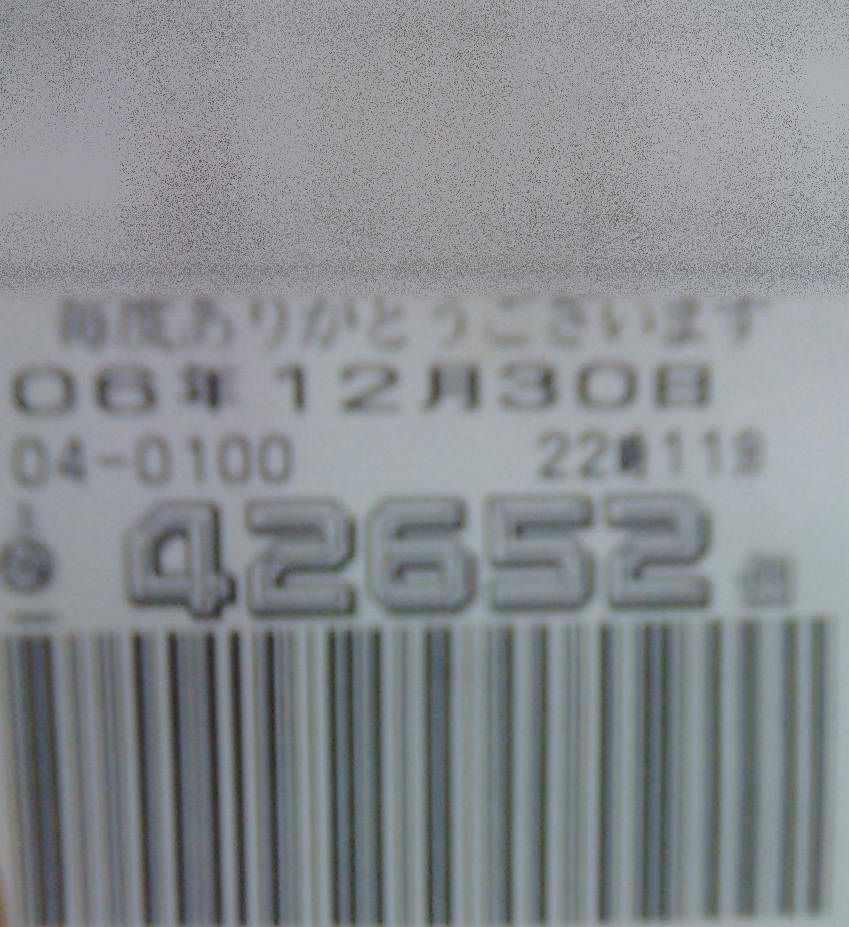 毎度ありがとうございます
06年12月30日
04-0100 22時11分
42652 個